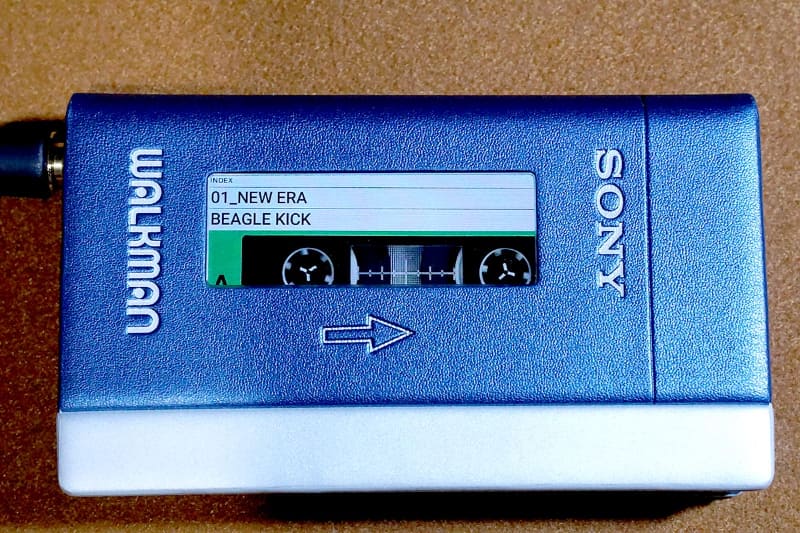 WALKMAN
INDEX
01_NEW ERA
BEAGLE KICK
A
SONY